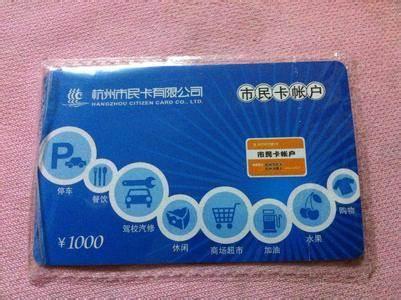 杭州市民卡有限公司
HANGZHOU CITIZEN CARD CO., LTD.
市民卡帐户
市民卡帐户
停车
餐饮
驾校汽修
休闲
商场超市
加油
水果
购物
¥1000